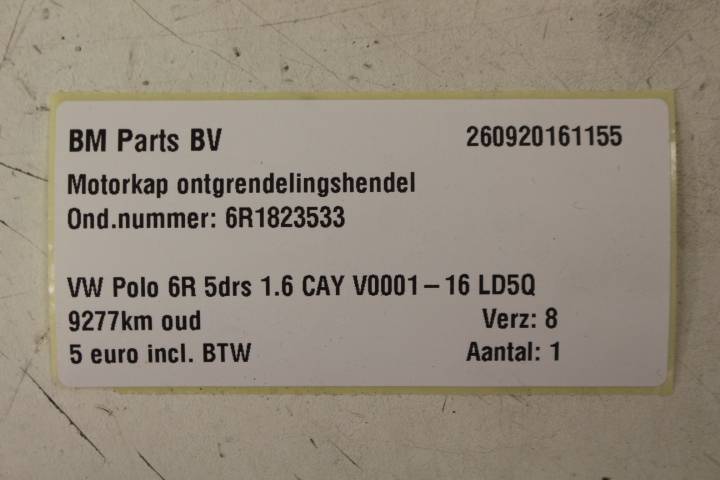 BM Parts BV 260920161155
Motorkap ontgrendelingshendel
Ond.nummer: 6R1823533
VW Polo 6R 5drs 1.6 CAY V0001-16 LD5Q
9277km oud Verz: 8
5 euro incl. BTW Aantal: 1